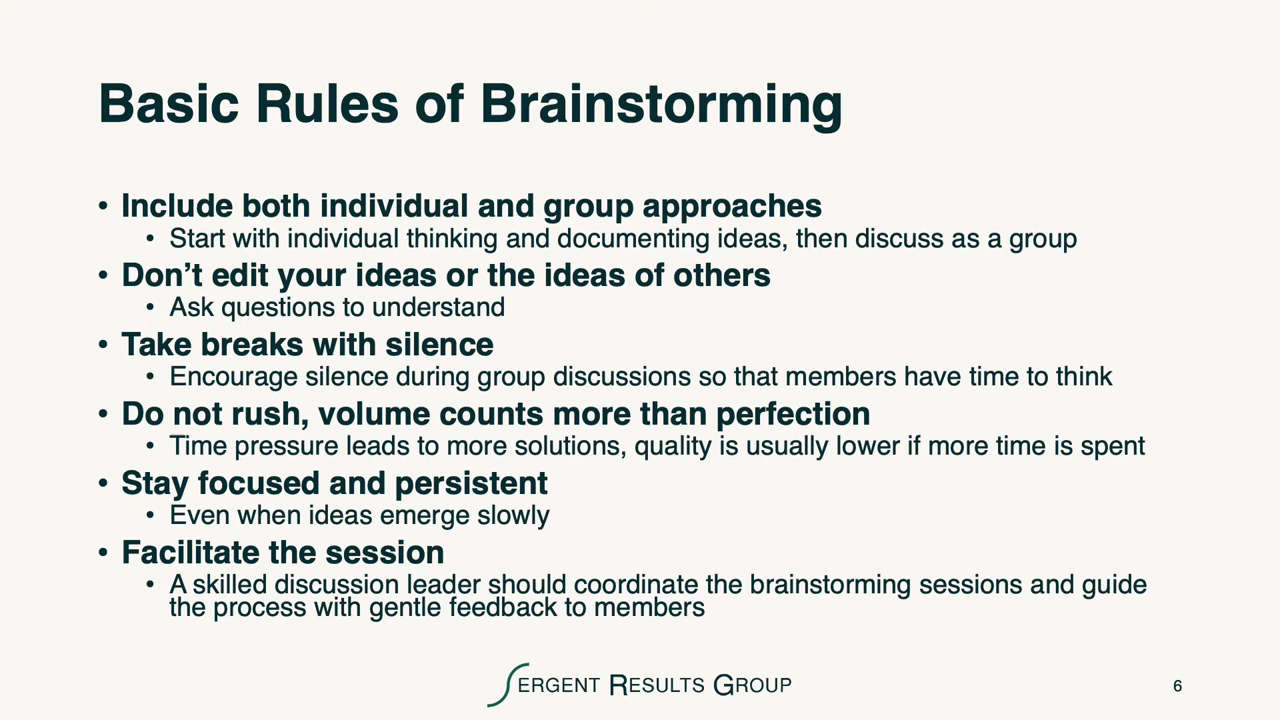 Basic Rules of Brainstorming
• Include both individual and group approaches
• Start with individual thinking and documenting ideas, then discuss as a group
• Don’t edit your ideas or the ideas of others
• Ask questions to understand
• Take breaks with silence
• Encourage silence during group discussions so that members have time to think
• Do not rush, volume counts more than perfection
• Time pressure leads to more solutions, quality is usually lower if more time is spent
• Stay focused and persistent
• Even when ideas emerge slowly
• Facilitate the session
• A skilled discussion leader should coordinate the brainstorming sessions and guide
the process with gentle feedback to members
SERGENT RESULTS GROUP
6